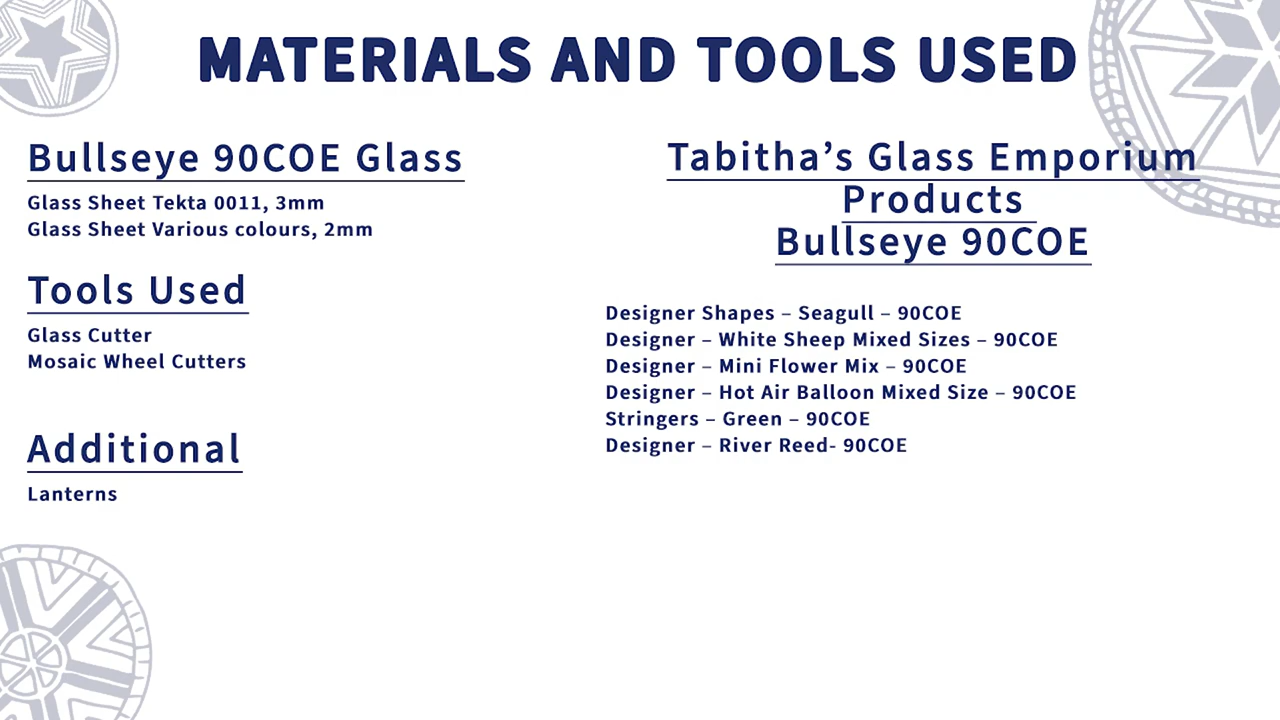 MATERIALS AND TOOLS USED
Bullseye 90COE Glass
Glass Sheet Tekta 0011, 3mm
Glass Sheet Various colours, 2mm
Tools Used
Glass Cutter
Mosaic Wheel Cutters
Additional
Lanterns
Tabitha’s Glass Emporium
Products
Bullseye 90COE
Designer Shapes – Seagull – 90COE
Designer – White Sheep Mixed Sizes – 90COE
Designer – Mini Flower Mix – 90COE
Designer – Hot Air Balloon Mixed Size – 90COE
Stringers – Green – 90COE
Designer – River Reed- 90COE